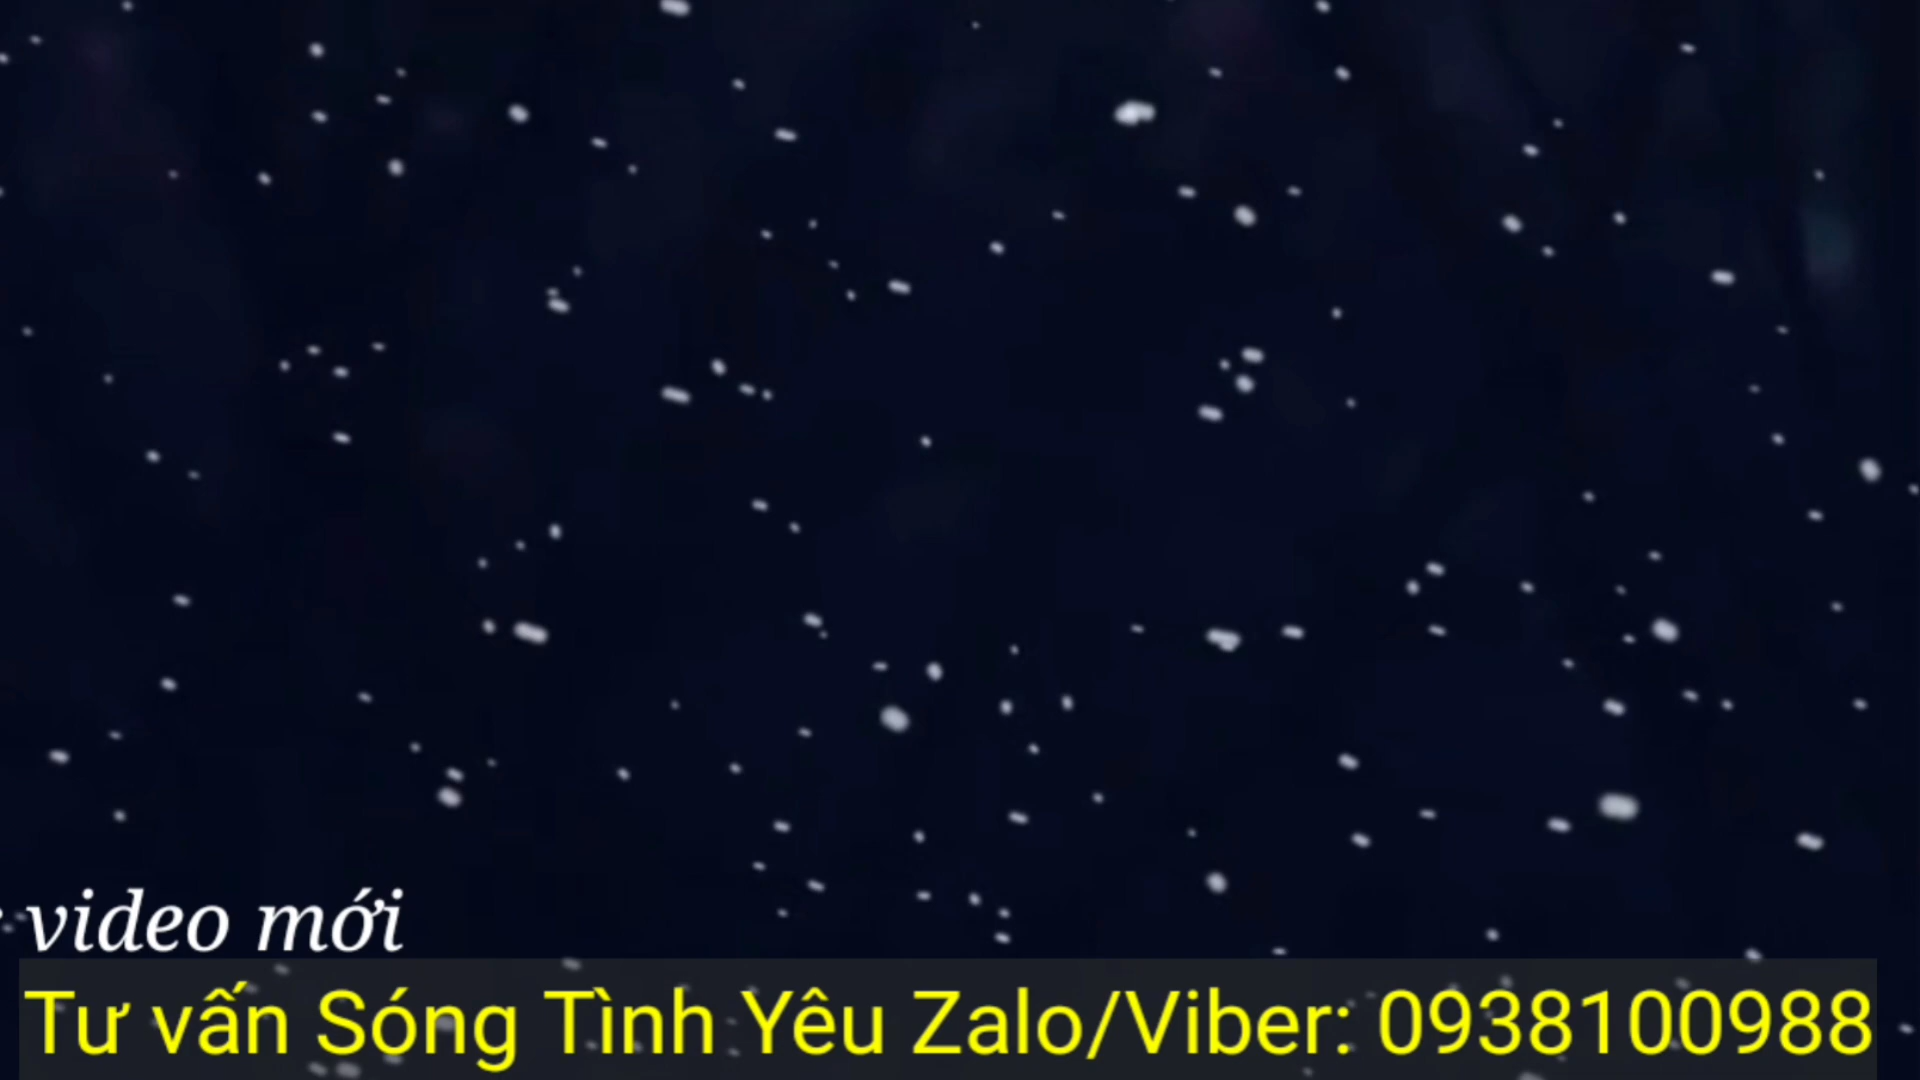 video mới
Tư vấn Sóng Tình Yêu Zalo/Viber: 0938100988